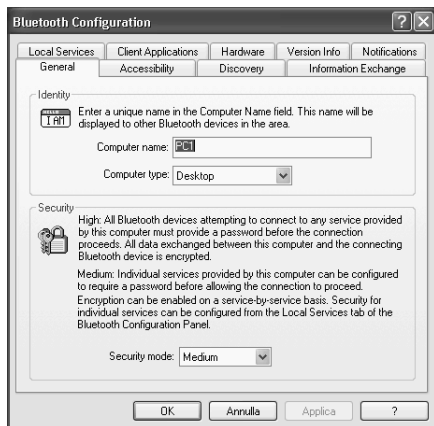 Bluetooth Configuration
Local Services Client Applications Hardware Version Info Notifications
General Accessibility Discovery Information Exchange
Identity
HELLO
I AM
Enter a unique name in the Computer Name field. This name will be
displayed to other Bluetooth devices in the area.
Computer name: PC1
Computer type: Desktop
Security
High: All Bluetooth devices attempting to connect to any service provided
by this computer must provide a password before the connection
proceeds. All data exchanged between this computer and the connecting
Bluetooth device is encrypted.
Medium: Individual services provided by this computer can be configured
to require a password before allowing the connection to proceed.
Encryption can be enabled on a service-by-service basis. Security for
individual services can be configured from the Local Services tab of the
Bluetooth Configuration Panel.
Security mode: Medium
OK Annulla Applica ?